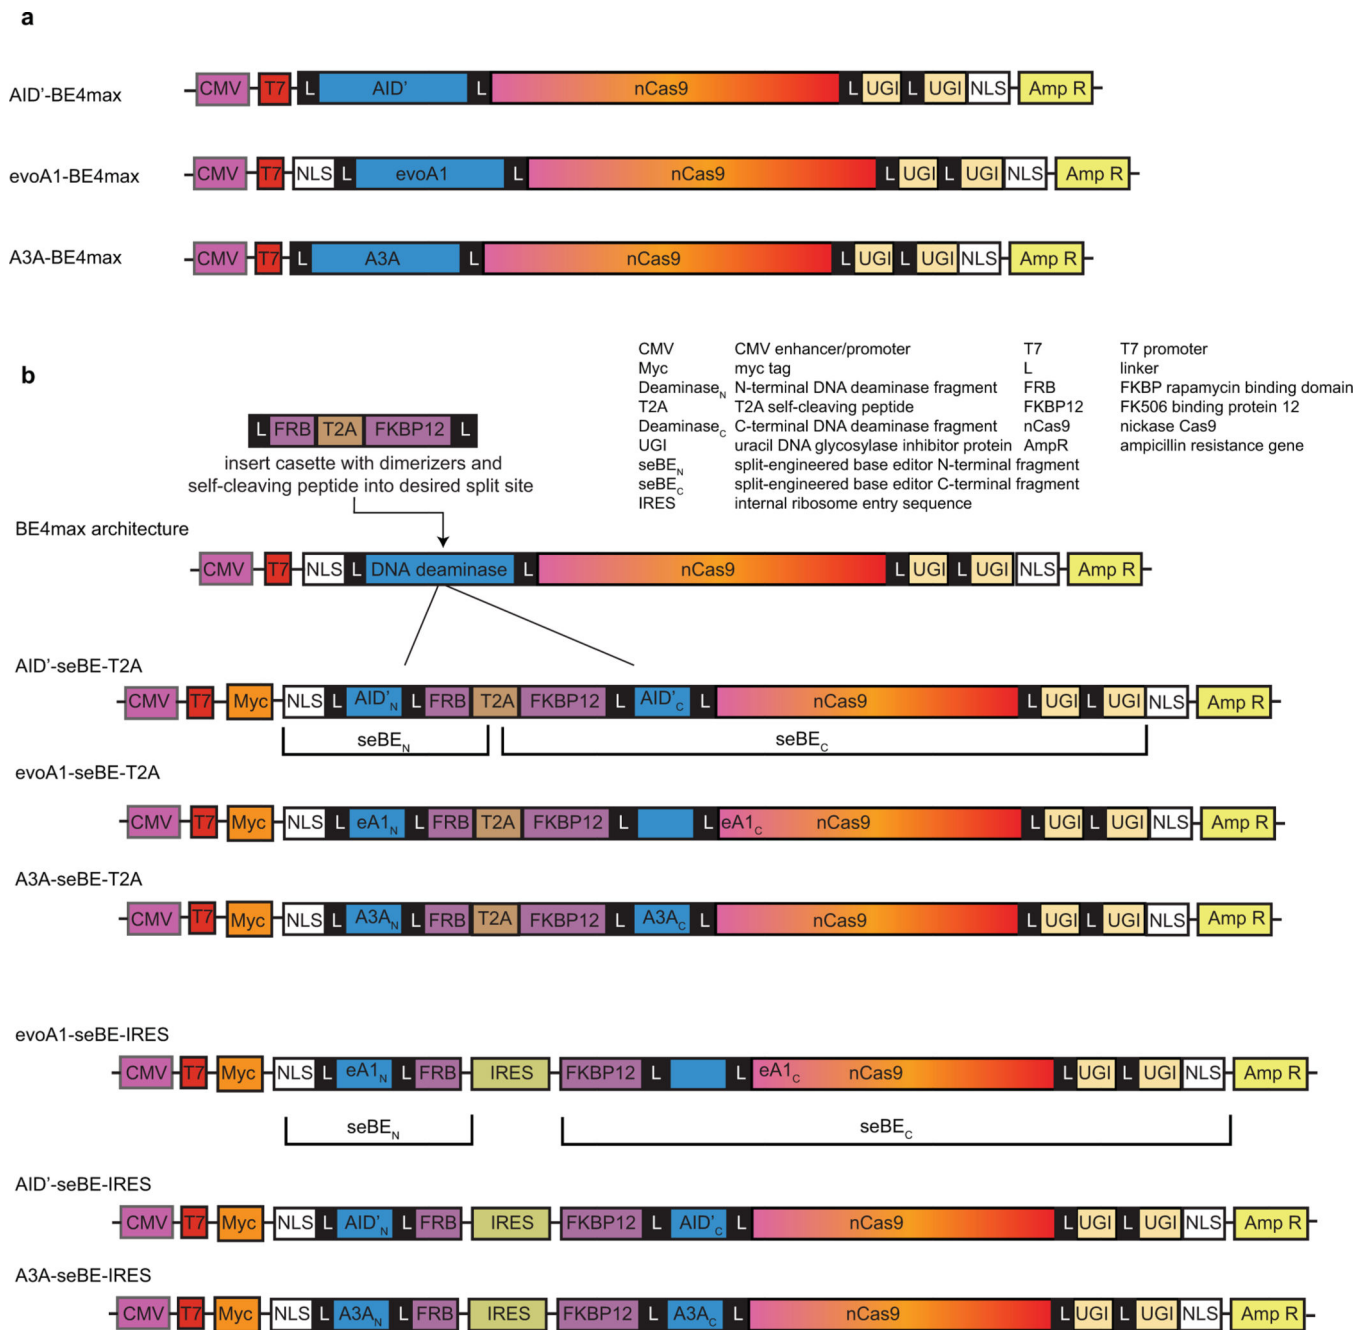 a
AID'-BE4max
CMV T7 L AID' L nCas9 L UGI L UGI NLS Amp R
evoA1-BE4max
CMV T7 NLS L evoA1 L nCas9 L UGI L UGI NLS Amp R
A3A-BE4max
CMV T7 L A3A L nCas9 L UGI L UGI NLS Amp R
CMV CMV enhancer/promoter T7 T7 promoter
Myc myc tag L linker
DeaminaseN N-terminal DNA deaminase fragment FRB FKBP rapamycin binding domain
T2A T2A self-cleaving peptide FKBP12 FK506 binding protein 12
DeaminaseC C-terminal DNA deaminase fragment nCas9 nickase Cas9
UGI uracil DNA glycosylase inhibitor protein AmpR ampicillin resistance gene
seBEN split-engineered base editor N-terminal fragment
seBEC split-engineered base editor C-terminal fragment
IRES internal ribosome entry sequence
b
L FRB T2A FKBP12 L
insert casette with dimerizers and
self-cleaving peptide into desired split site
BE4max architecture
CMV T7 NLS L DNA deaminase L nCas9 L UGI L UGI NLS Amp R
AID'-seBE-T2A
CMV T7 Myc NLS L AID'N L FRB T2A FKBP12 L AID'C L nCas9 L UGI L UGI NLS Amp R
seBEN seBEC
evoA1-seBE-T2A
CMV T7 Myc NLS L eA1N L FRB T2A FKBP12 L L eA1C nCas9 L UGI L UGI NLS Amp R
A3A-seBE-T2A
CMV T7 Myc NLS L A3AN L FRB T2A FKBP12 L A3AC L nCas9 L UGI L UGI NLS Amp R
evoA1-seBE-IRES
CMV T7 Myc NLS L eA1N L FRB IRES FKBP12 L L eA1C nCas9 L UGI L UGI NLS Amp R
seBEN seBEC
AID'-seBE-IRES
CMV T7 Myc NLS L AID'N L FRB IRES FKBP12 L AID'C L nCas9 L UGI L UGI NLS Amp R
A3A-seBE-IRES
CMV T7 Myc NLS L A3AN L FRB IRES FKBP12 L A3AC L nCas9 L UGI L UGI NLS Amp R